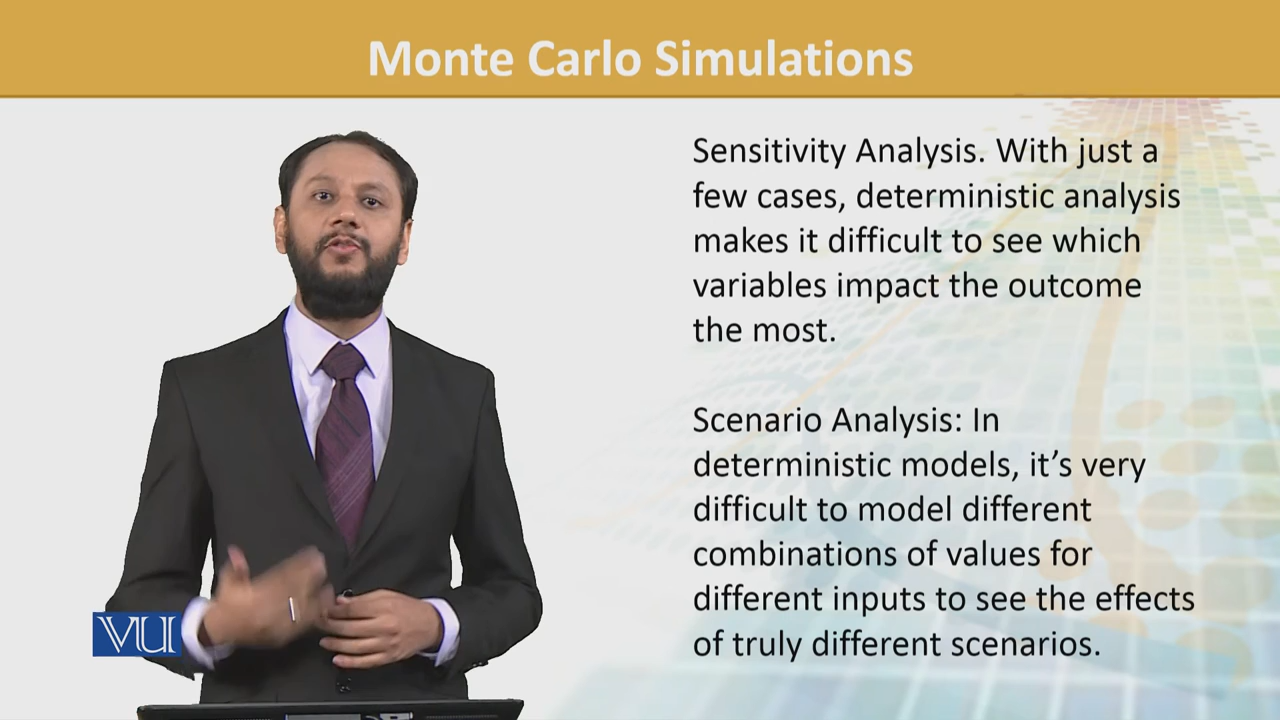 Monte Carlo Simulations
Sensitivity Analysis. With just a
few cases, deterministic analysis
makes it difficult to see which
variables impact the outcome
the most.
Scenario Analysis: In
deterministic models, it's very
difficult to model different
combinations of values for
different inputs to see the effects
of truly different scenarios.
VU